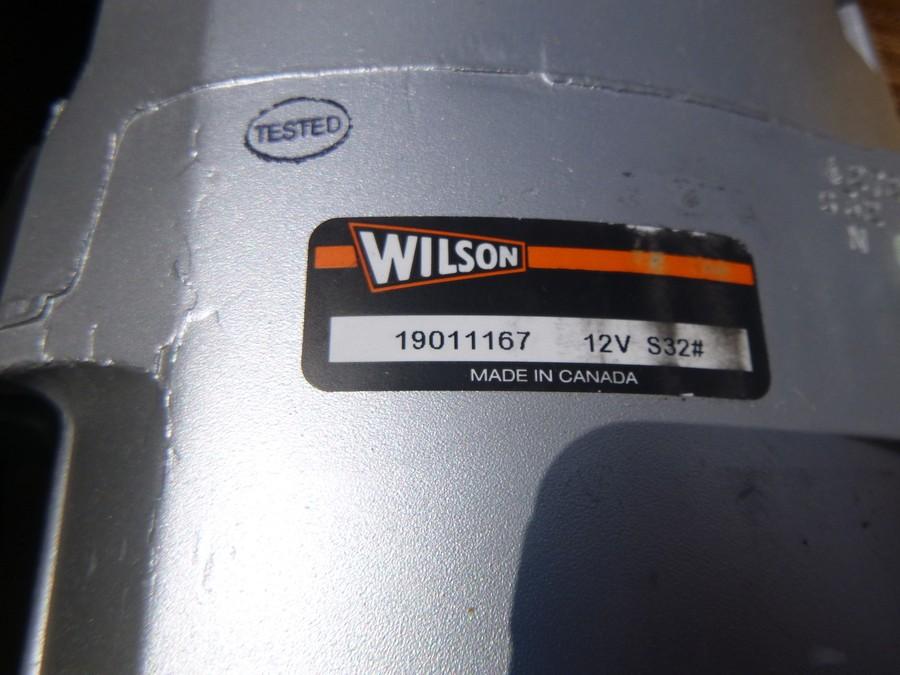 TESTED
WILSON
19011167 12V S32#
MADE IN CANADA